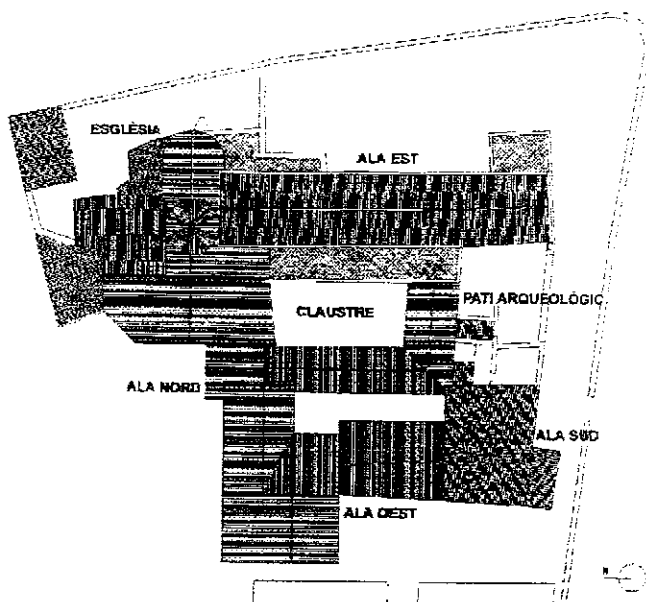 ESGLÈSIA
ALA EST
PATI ARQUEOLÒGIC
CLAUSTRE
ALA NORD
ALA SUD
ALA OEST
N